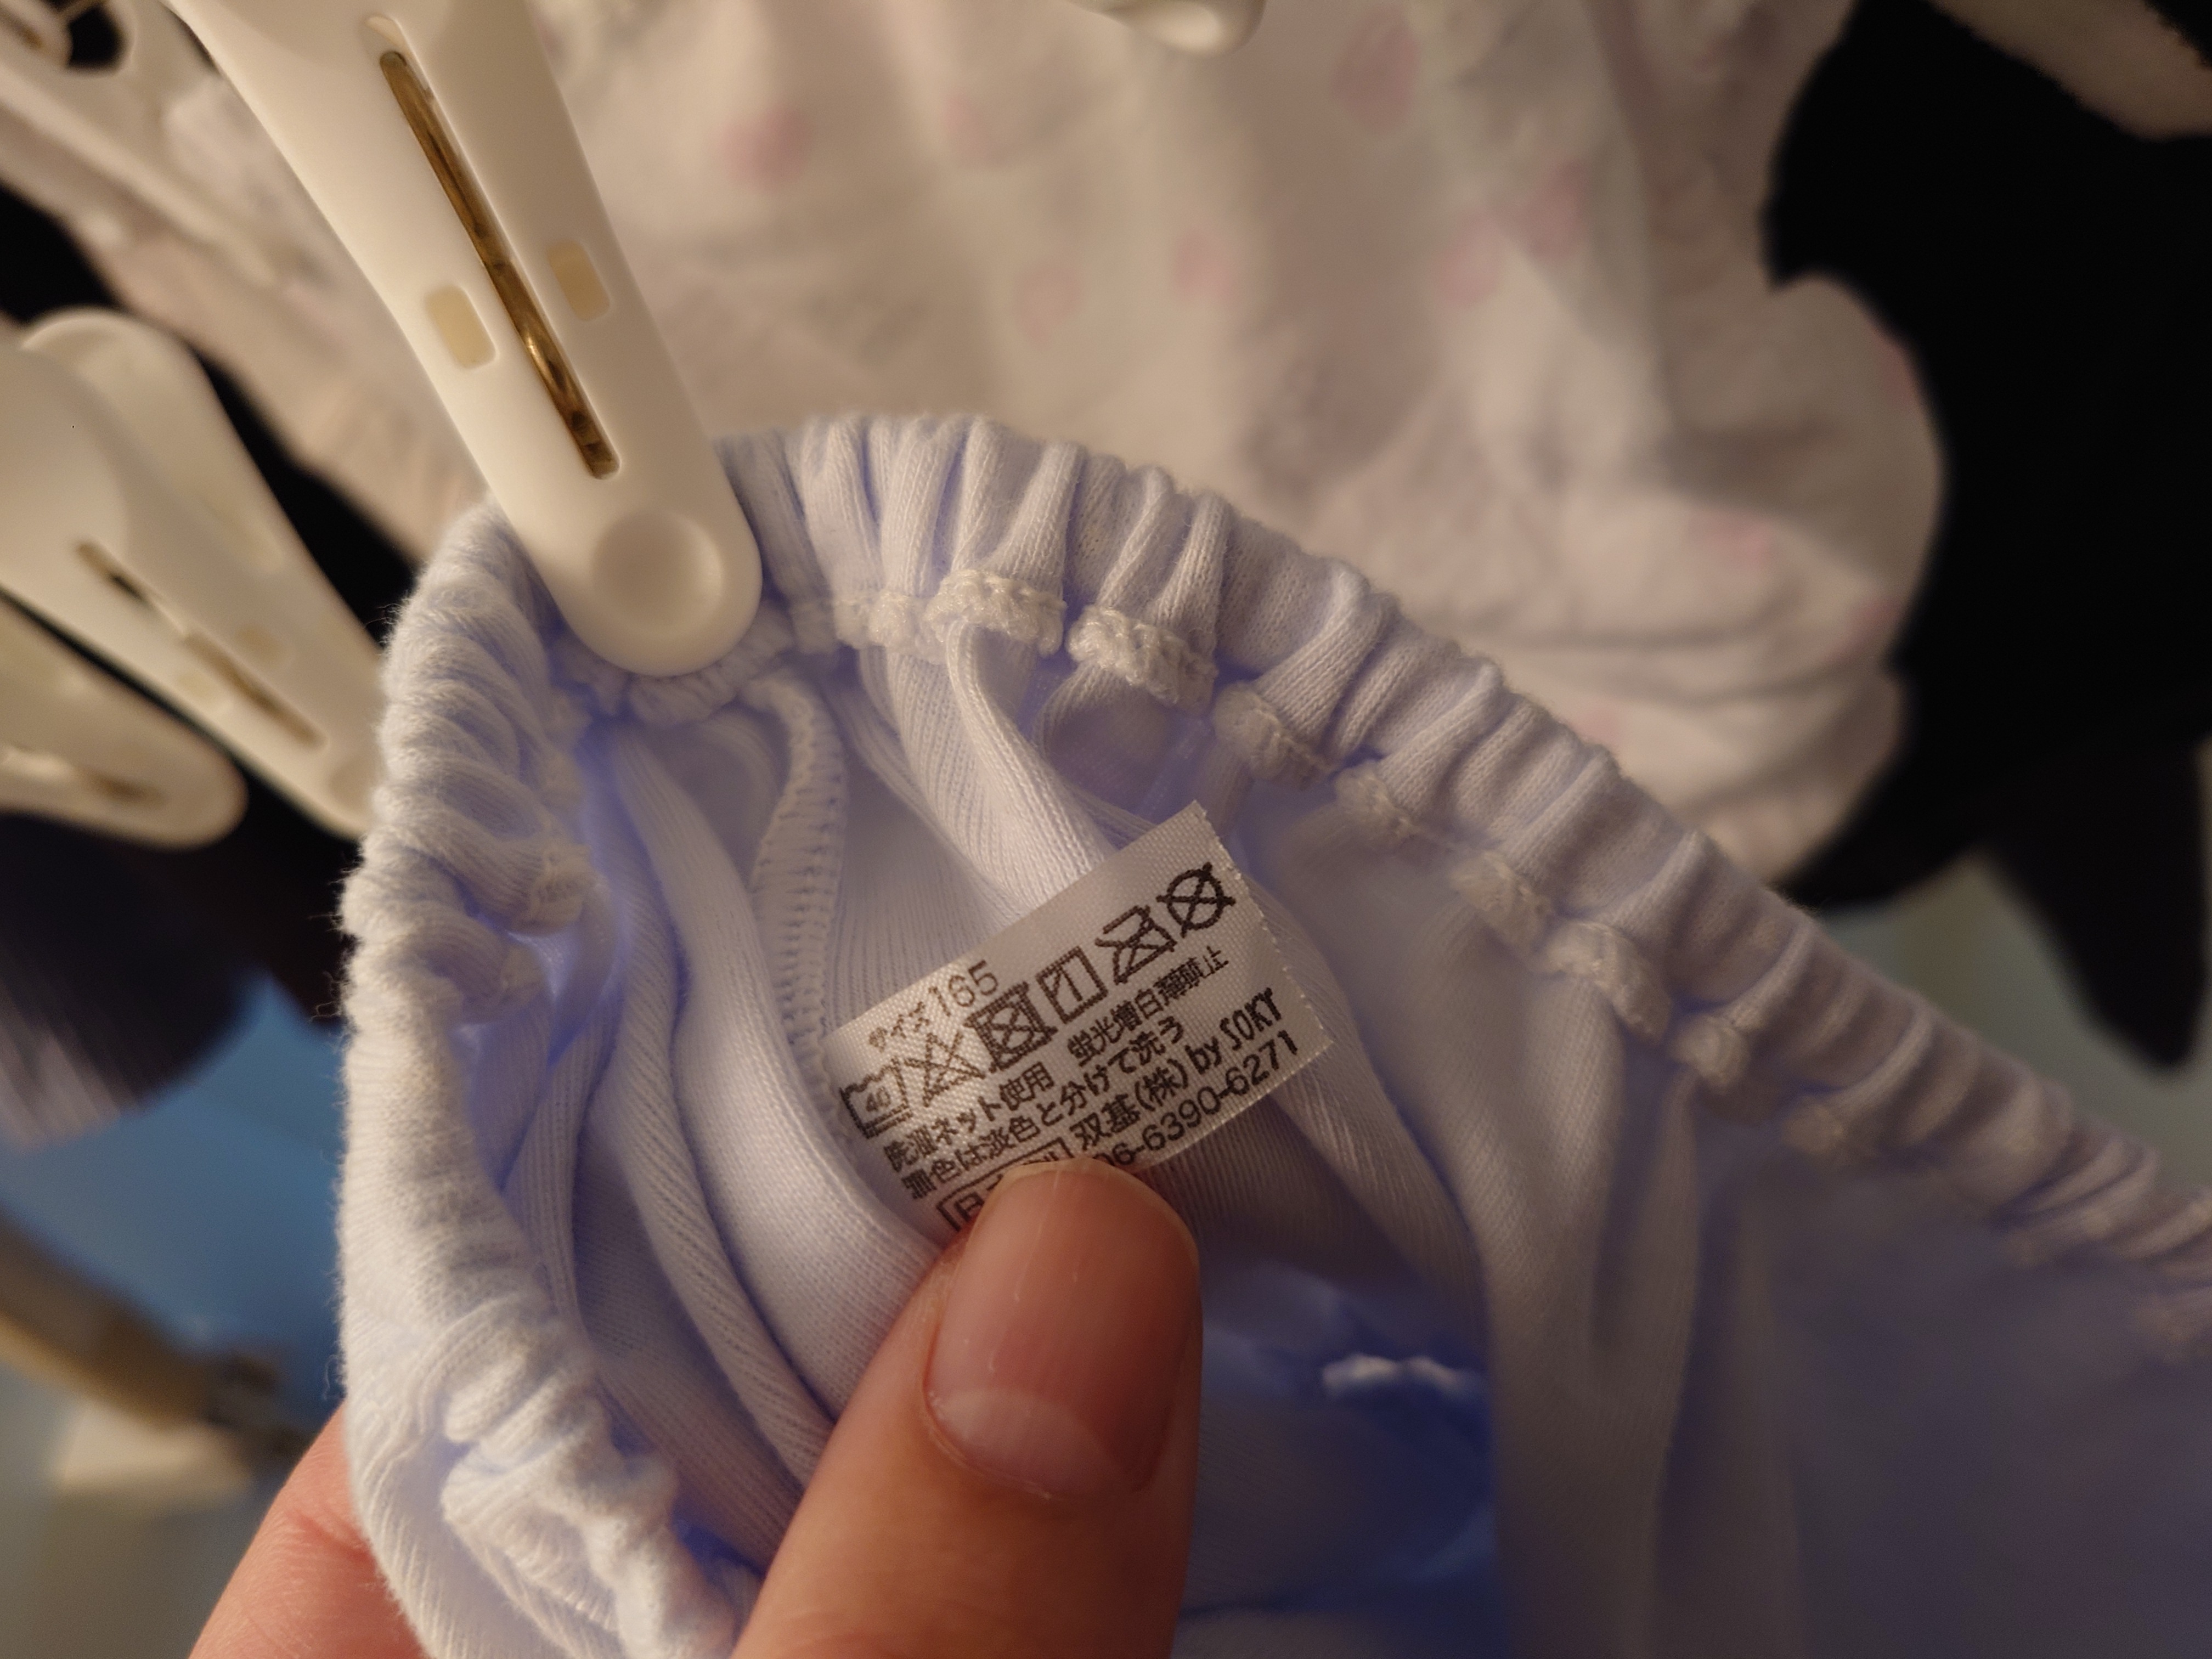 サイズ165
40
洗濯ネット使用　蛍光増白剤禁止
濃色は淡色と分けて洗う
双基(株) by SOKY
06-6390-6271